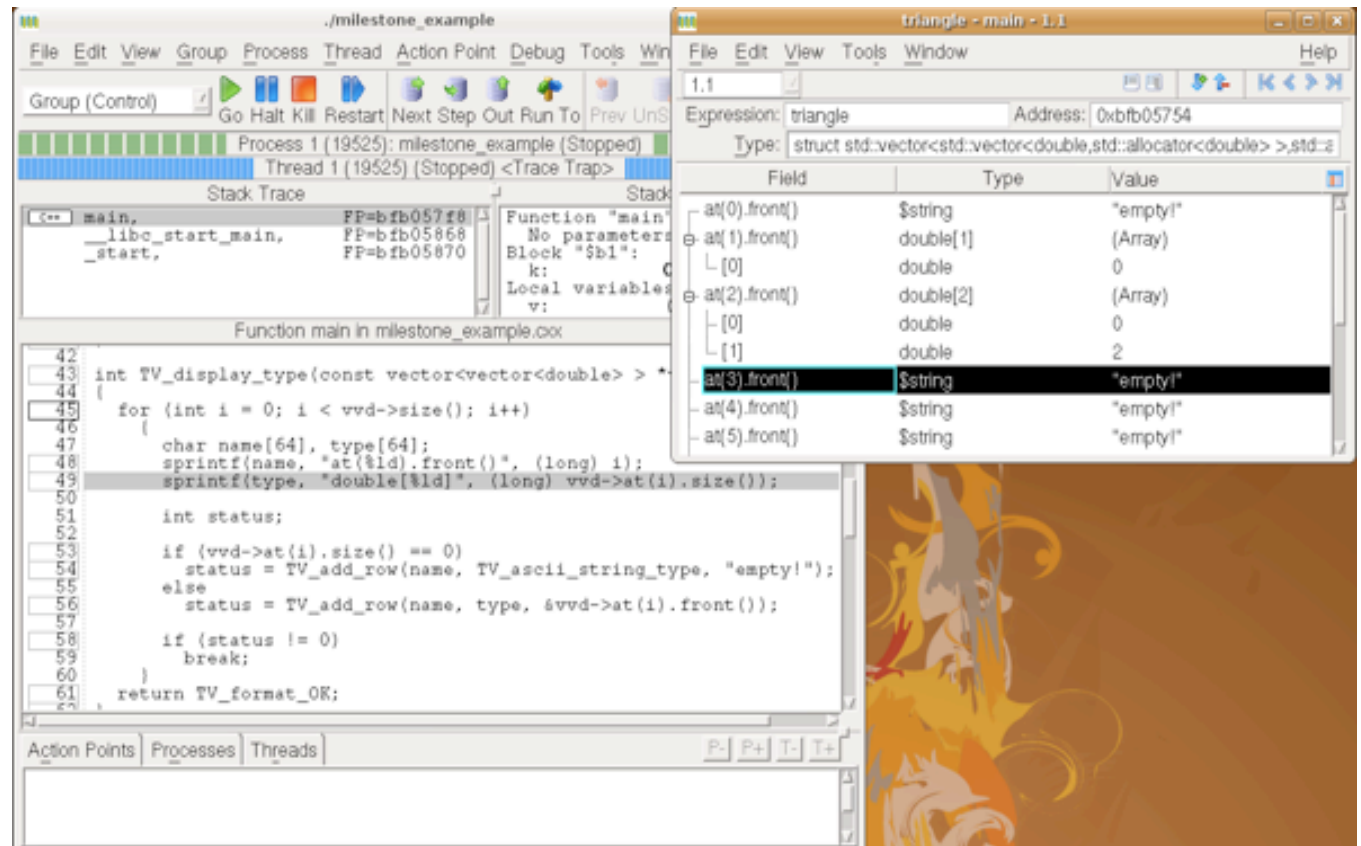 ./milestone_example
File Edit View Group Process Thread Action Point Debug Tools Win
Group (Control)
Go Halt Kill Restart Next Step Out Run To Prev UnS
Process 1 (19525): milestone_example (Stopped)
Thread 1 (19525) (Stopped) <Trace Trap>
Stack Trace
C++ main, FP=bfb057f8
__libc_start_main, FP=bfb05868
_start, FP=bfb05870
Stack
Function "main"
No parameters
Block "$b1":
k:
Local variables
v:
Function main in milestone_example.cxx
42
43 int TV_display_type(const vector<vector<double> > *
44 {
45 for (int i = 0; i < vvd->size(); i++)
46 {
47 char name[64], type[64];
48 sprintf(name, "at(%ld).front()", (long) i);
49 sprintf(type, "double[%ld]", (long) vvd->at(i).size());
50
51 int status;
52
53 if (vvd->at(i).size() == 0)
54 status = TV_add_row(name, TV_ascii_string_type, "empty!");
55 else
56 status = TV_add_row(name, type, &vvd->at(i).front());
57
58 if (status != 0)
59 break;
60 }
61 return TV_format_OK;
Action Points Processes Threads P- P+ T- T+
triangle - main - 1.1
File Edit View Tools Window Help
1.1
Expression: triangle Address: 0xbfb05754
Type: struct std::vector<std::vector<double,std::allocator<double> >,std::a
Field Type Value
at(0).front() $string "empty!"
at(1).front() double[1] (Array)
[0] double 0
at(2).front() double[2] (Array)
[0] double 0
[1] double 2
at(3).front() $string "empty!"
at(4).front() $string "empty!"
at(5).front() $string "empty!"